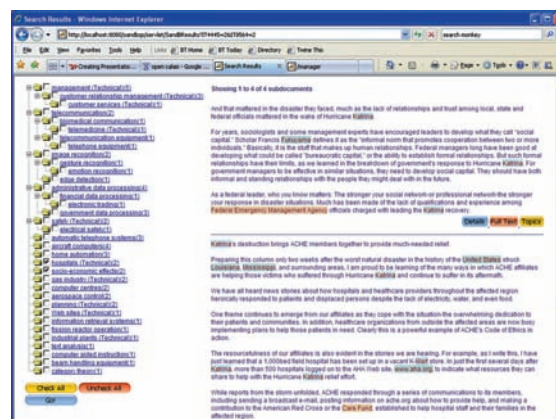 Search Results - Windows Internet Explorer
search-monkey
File Edit View Favorites Tools Help Links BT Home BT Today Directory Tvene This
Creating Presentatio... open calais - Google ... Search Results manager
Page Tools
management (Technical)(5)
customer relationship management (Technical)(3)
customer services (Technical)(1)
telecommunication(2)
biomedical communication(1)
telemedicine (Technical)(1)
telecommunication equipment(1)
telephone equipment(1)
image recognition(2)
gesture recognition(1)
emotion recognition(1)
edge detection(1)
administrative data processing(4)
financial data processing(1)
electronic trading(1)
government data processing(3)
safety (Technical)(2)
electrical safety(1)
automatic telephone systems(3)
aircraft computers(4)
home automation(3)
hospitals (Technical)(2)
socio-economic effects(2)
gas industry (Technical)(2)
computer centres(2)
aerospace control(2)
planning (Technical)(2)
Web sites (Technical)(1)
information retrieval systems(1)
fission reactor operation(1)
industrial plants (Technical)(1)
text analysis(1)
computer aided instruction(1)
beam handling equipment(1)
category theory(1)
Check All Uncheck All
Go!
Showing 1 to 4 of 4 subdocuments
And that mattered in the disaster they faced, much as the lack of relationships and trust among local, state and
federal officials mattered in the wake of Hurricane Katrina.
For years, sociologists and some management experts have encouraged leaders to develop what they call 'social
capital.' Scholar Francis Fukuyama defines it as the 'informal norm that promotes cooperation between two or more
individuals.' Basically, it is the stuff that makes up human relationships. Federal managers long have been good at
developing what could be called 'bureaucratic capital,' or the ability to establish formal relationships. But such formal
relationships have their limits, as we learned in the breakdown of government's response to Hurricane Katrina. For
government managers to be effective in similar situations, they need to develop social capital. They should have both
informal and standing relationships with the people they might deal with in the future.
As a federal leader, who you know matters. The stronger your social network-or professional network-the stronger
your response in disaster situations. Much has been made of the lack of qualifications and experience among
Federal Emergency Management Agency officials charged with leading the Katrina recovery.
Details Full Text Topics
Katrina's destruction brings ACHE members together to provide much-needed relief.
Preparing this column only two weeks after the worst natural disaster in the history of the United States struck
Louisiana, Mississippi, and surrounding areas, I am proud to be learning of the many ways in which ACHE affiliates
are helping those victims who suffered through Hurricane Katrina and continue to suffer in its aftermath.
We have all heard news stories about how hospitals and healthcare providers throughout the affected region
heroically responded to patients and displaced persons despite the lack of electricity, water, and even food.
One theme continues to emerge from our affiliates as they cope with the situation-the overwhelming dedication to
their patients and communities. In addition, healthcare organizations from outside the affected areas are now busy
implementing plans to help those patients in need. Clearly this is a powerful example of ACHE's Code of Ethics in
action.
The resourcefulness of our affiliates is also evident in the stories we are hearing. For example, as I write this, I have
just learned that a 1,000bed field hospital has been set up in a vacant K-Mart store. In just the first several days after
Katrina, more than 500 hospitals logged on to the AHA Web site, www.aha.org, to indicate what resources they can
share to help with the Hurricane Katrina relief effort.
While reports from the storm unfolded, ACHE responded through a series of communications to its members,
including sending a broadcast e-mail, posting information on ache.org about how to provide help, and making a
contribution to the American Red Cross or the Care Fund, established to help hospital staff and their families in the
affected region.